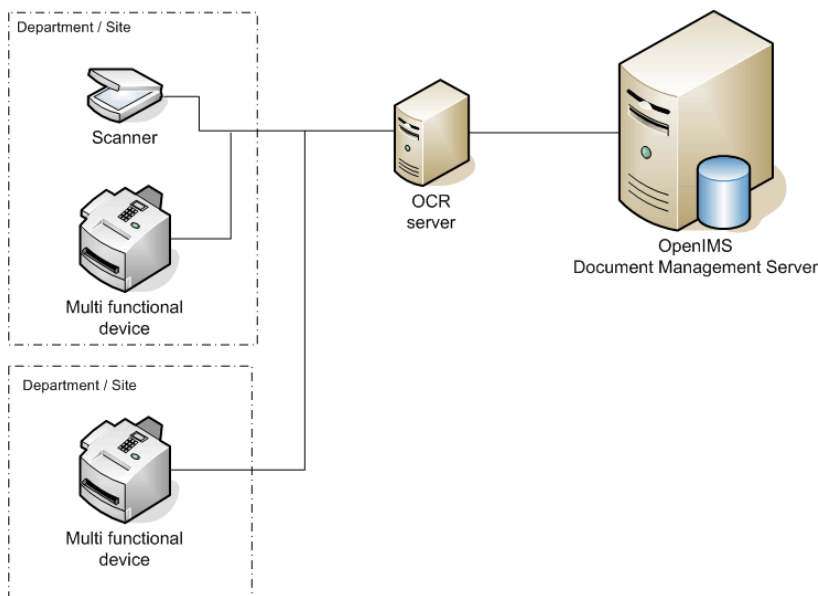 Department / Site
Scanner
Multi functional
device
OCR
server
OpenIMS
Document Management Server
Department / Site
Multi functional
device